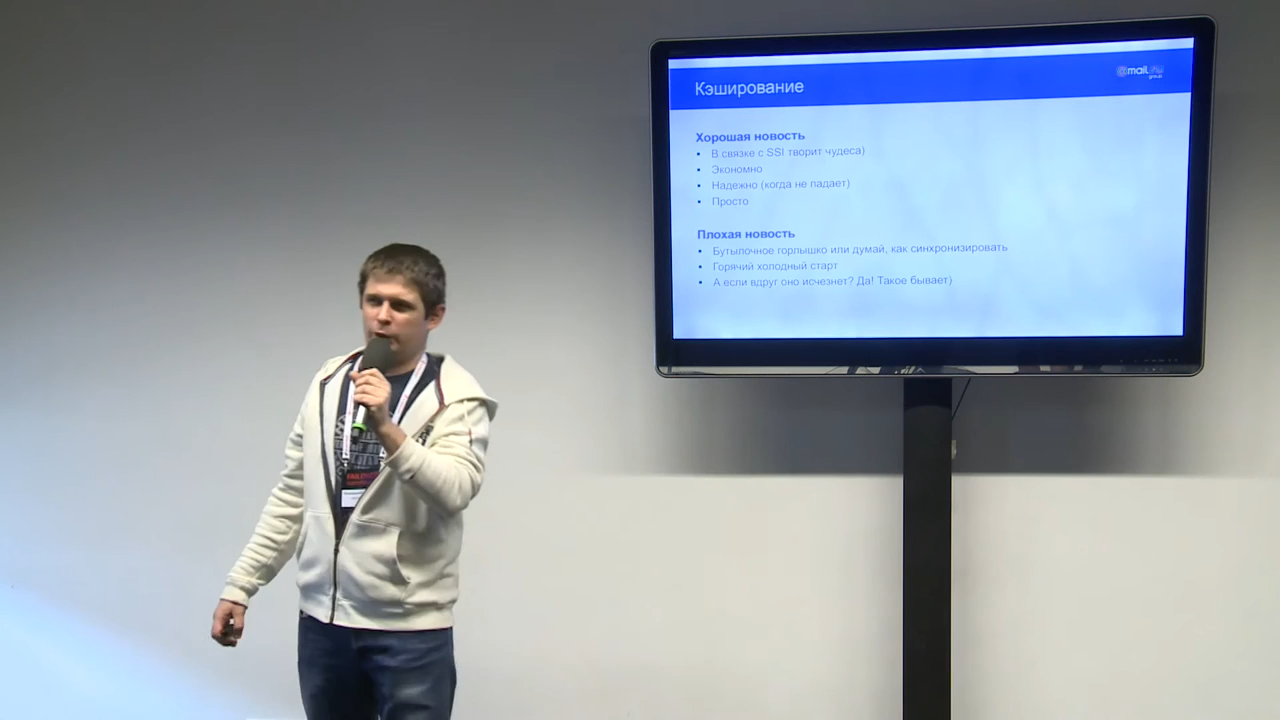 Кэширование
@mail.ru
group
Хорошая новость
В связке с SSI творит чудеса)
Экономно
Надежно (когда не падает)
Просто
Плохая новость
Бутылочное горлышко или думай, как синхронизировать
Горячий холодный старт
А если вдруг оно исчезнет? Да! Такое бывает)